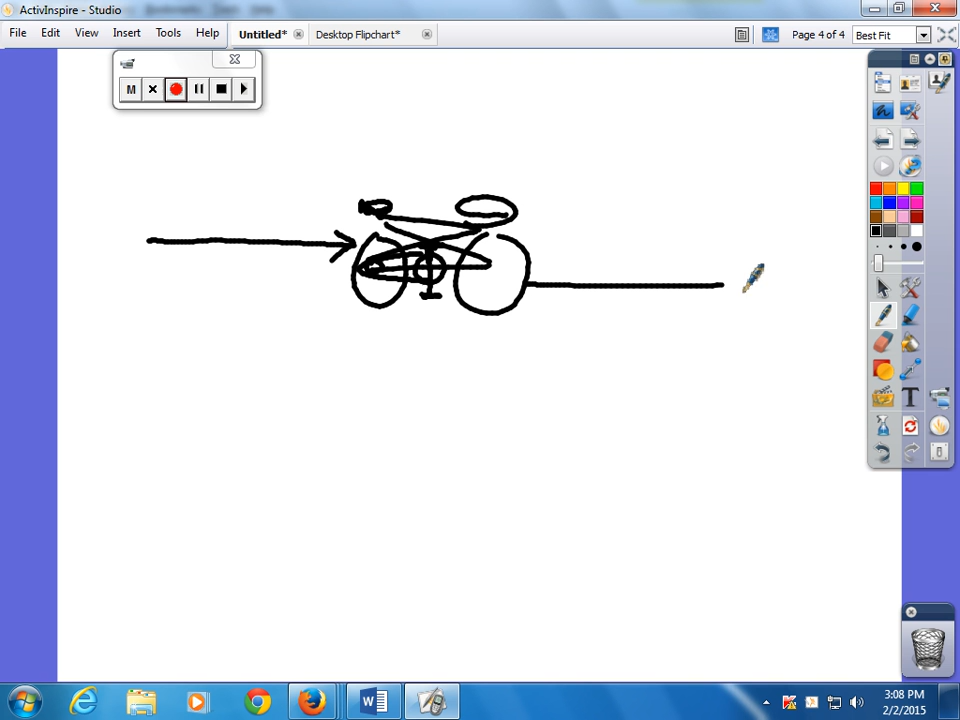 ActivInspire - Studio
File Edit View Insert Tools Help Untitled* Desktop Flipchart* Page 4 of 4 Best Fit
M
T
W
3:08 PM
2/2/2015